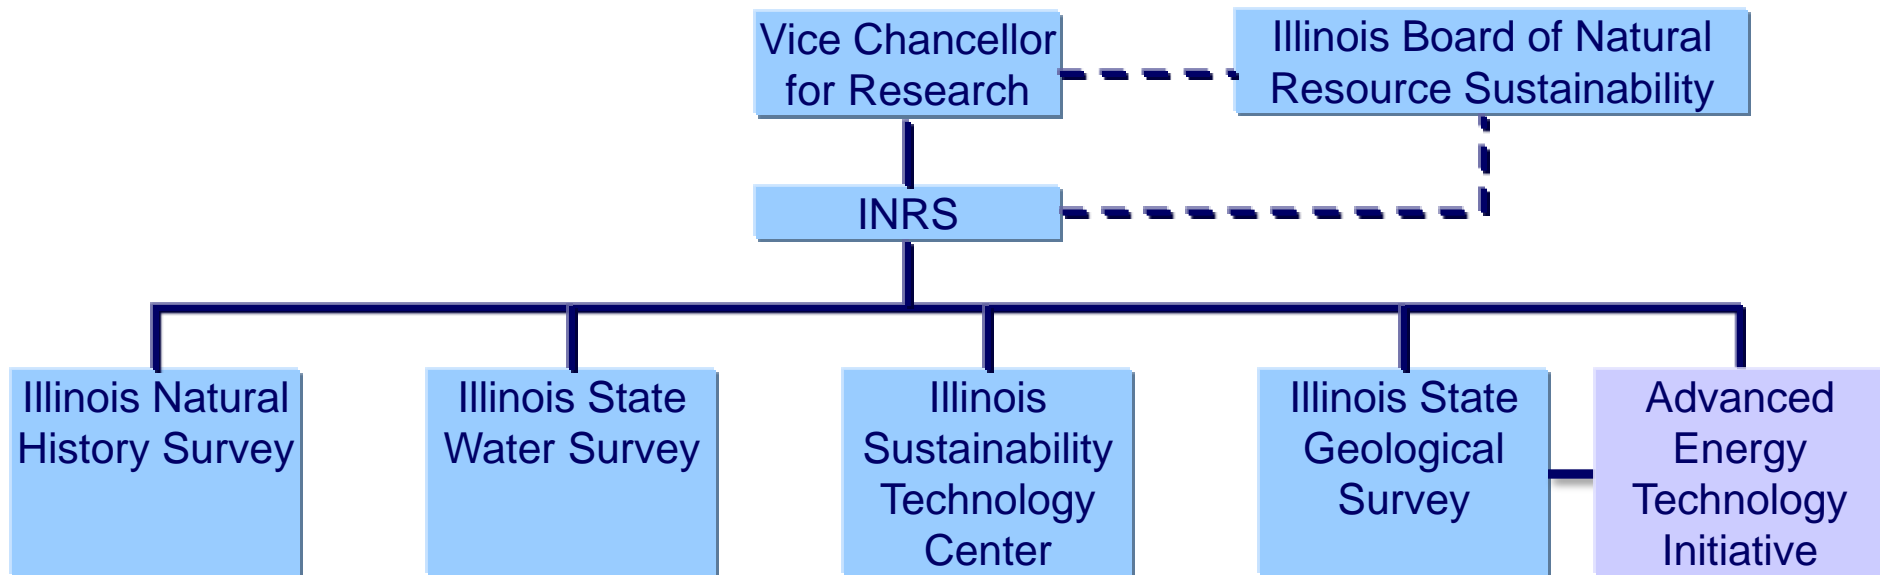 Vice Chancellor
for Research
Illinois Board of Natural
Resource Sustainability
INRS
Illinois Natural
History Survey
Illinois State
Water Survey
Illinois
Sustainability
Technology
Center
Illinois State
Geological
Survey
Advanced
Energy
Technology
Initiative